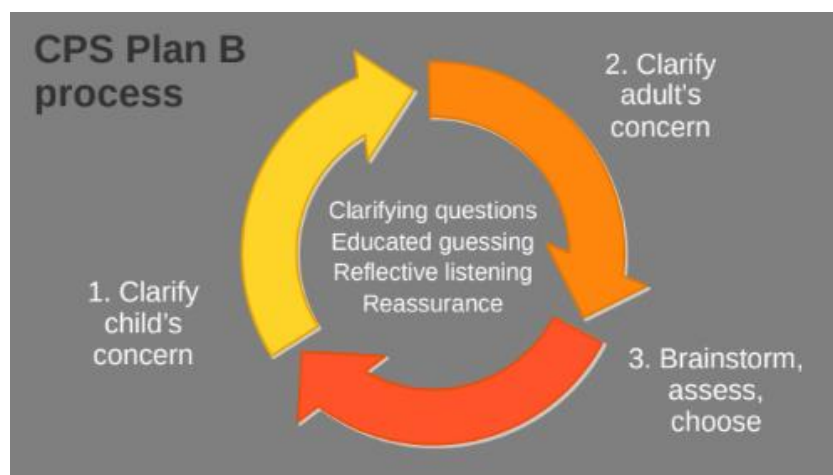 CPS Plan B
process
1. Clarify
child's
concern
2. Clarify
adult's
concern
3. Brainstorm,
assess,
choose
Clarifying questions
Educated guessing
Reflective listening
Reassurance